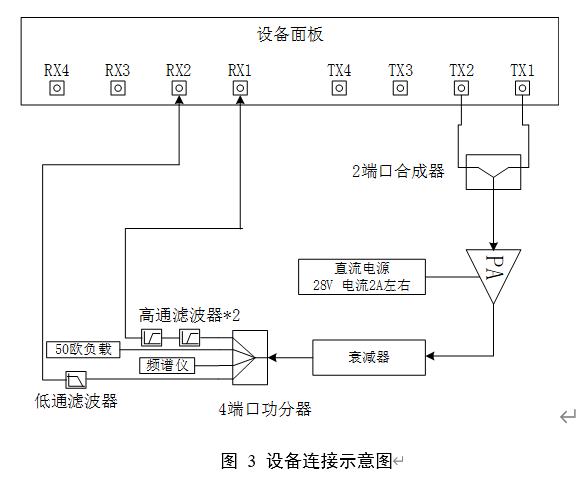 设备面板
RX4 RX3 RX2 RX1 TX4 TX3 TX2 TX1
2端口合成器
PA
直流电源
28V 电流2A左右
高通滤波器*2
50欧负载
频谱仪
衰减器
低通滤波器
4端口功分器
图 3 设备连接示意图